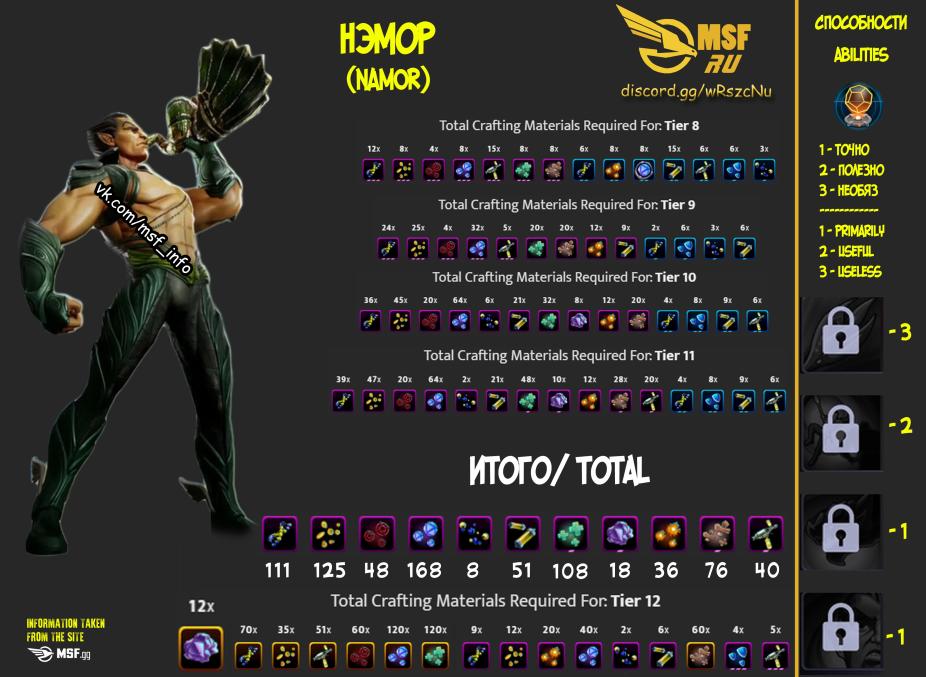 НЭМОР
(NAMOR)
MSF
RU
discord.gg/wRszcNu
vk.com/msf_info
Total Crafting Materials Required For: Tier 8
12x 8x 4x 8x 15x 8x 8x 6x 8x 8x 15x 6x 6x 3x
Total Crafting Materials Required For: Tier 9
24x 25x 4x 32x 5x 20x 20x 12x 9x 2x 6x 3x 6x
Total Crafting Materials Required For: Tier 10
36x 45x 20x 64x 6x 21x 32x 8x 12x 20x 4x 8x 9x 6x
Total Crafting Materials Required For: Tier 11
39x 47x 20x 64x 2x 21x 48x 10x 12x 28x 20x 4x 8x 9x 6x
ИТОГО/ TOTAL
111 125 48 168 8 51 108 18 36 76 40
Total Crafting Materials Required For: Tier 12
12x
70x 35x 51x 60x 120x 120x 9x 12x 20x 40x 2x 6x 60x 4x 5x
INFORMATION TAKEN
FROM THE SITE
MSF.gg
СПОСОБНОСТИ
ABILITIES
1 - ТОЧНО
2 - ПОЛЕЗНО
3 - НЕОБЯЗ
------------
1 - PRIMARILY
2 - USEFUL
3 - USELESS
-3
-2
-1
-1